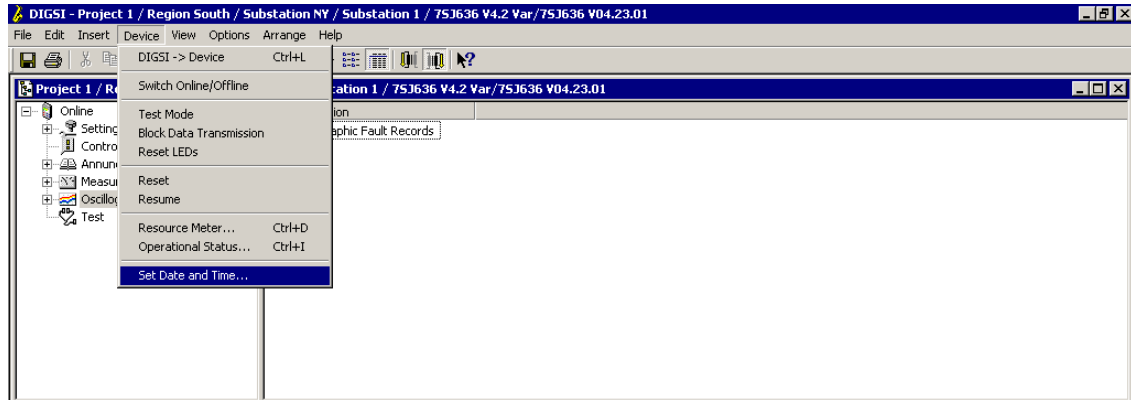 DIGSI - Project 1 / Region South / Substation NY / Substation 1 / 7SJ636 V4.2 Var/7SJ636 V04.23.01
File Edit Insert Device View Options Arrange Help
DIGSI -> Device Ctrl+L
Switch Online/Offline
Test Mode
Block Data Transmission
Reset LEDs
Reset
Resume
Resource Meter... Ctrl+D
Operational Status... Ctrl+I
Set Date and Time...
Project 1 / Re
ation 1 / 7SJ636 V4.2 Var/7SJ636 V04.23.01
Online
Setting
Contro
Annun
Measur
Oscillog
Test
ion
aphic Fault Records